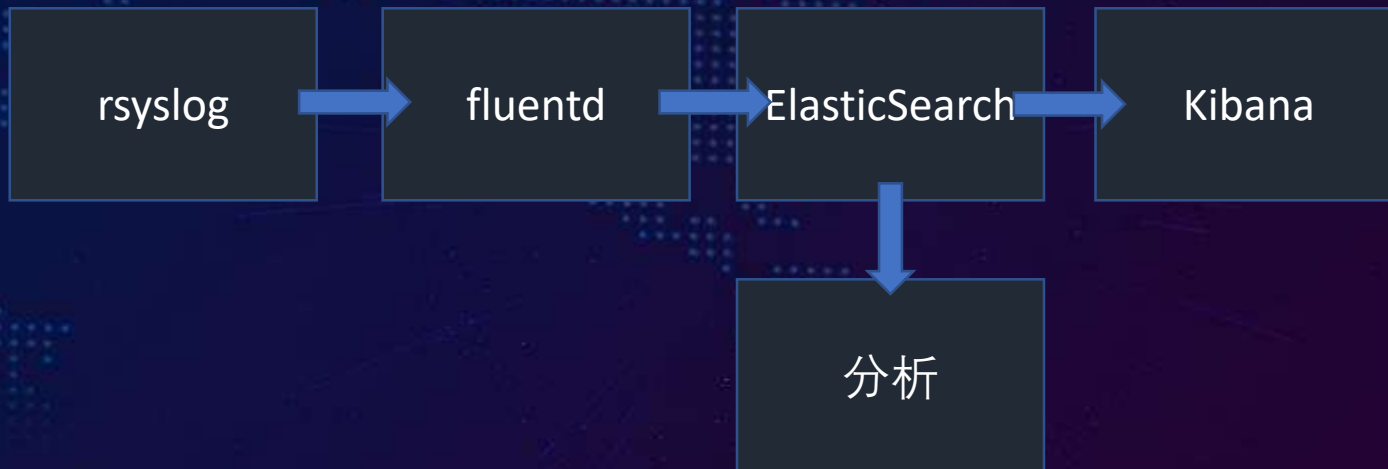 rsyslog
fluentd
ElasticSearch
Kibana
分析